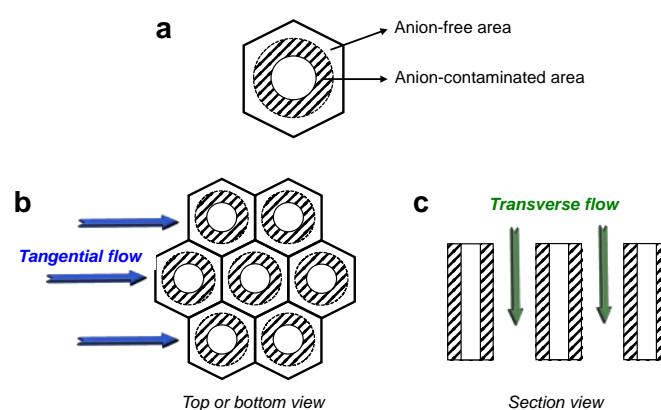 a
Anion-free area
Anion-contaminated area
b
Tangential flow
Top or bottom view
c
Transverse flow
Section view